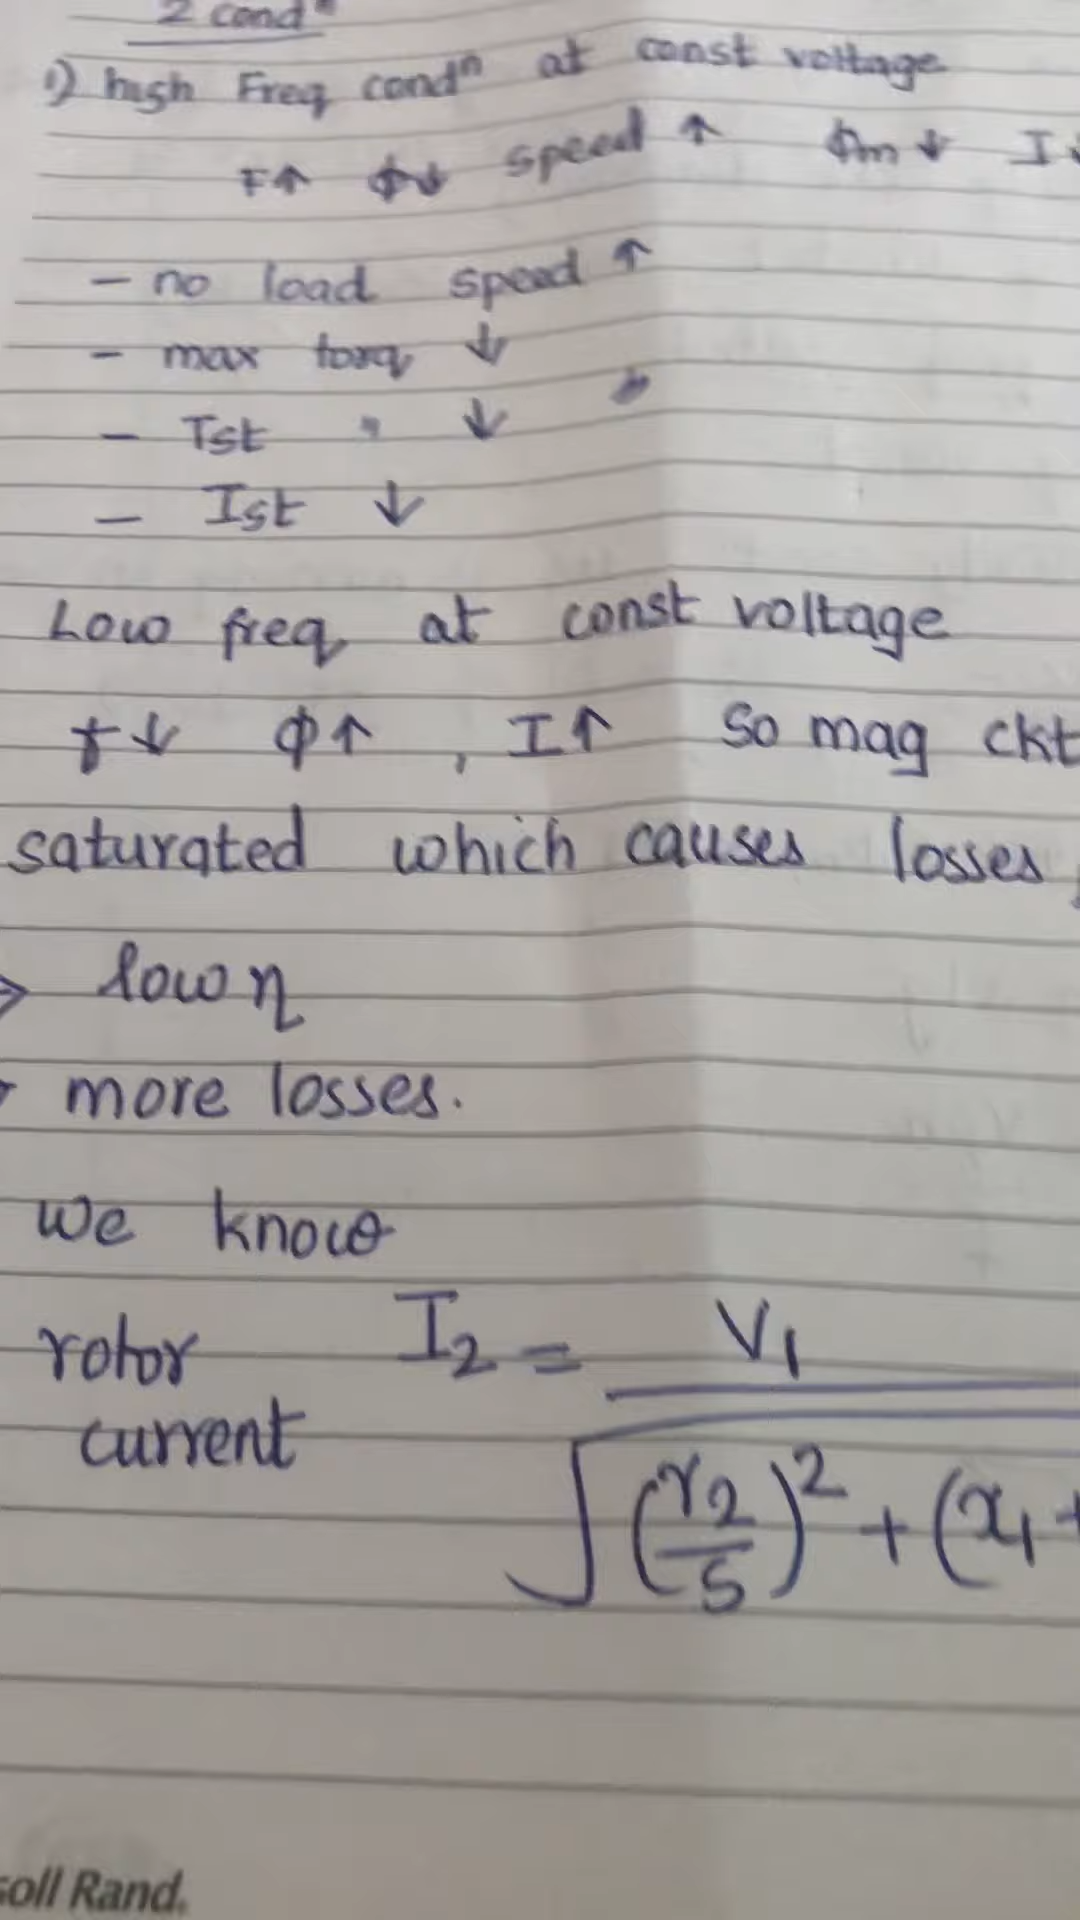 2 condⁿ
1) high Freq condⁿ at const voltage
F↑ ϕ↓ speed ↑ ϕm ↓ I↓
- no load speed ↑
- max torq ↓
- Tst " ↓
- Ist ↓
Low freq at const voltage
f↓ ϕ↑, I↑ so mag ckt
saturated which causes losses,
> low η
more losses.
we know
rotor current I₂ = V₁ / √((r₂/s)² + (x₁ +
soll Rand.